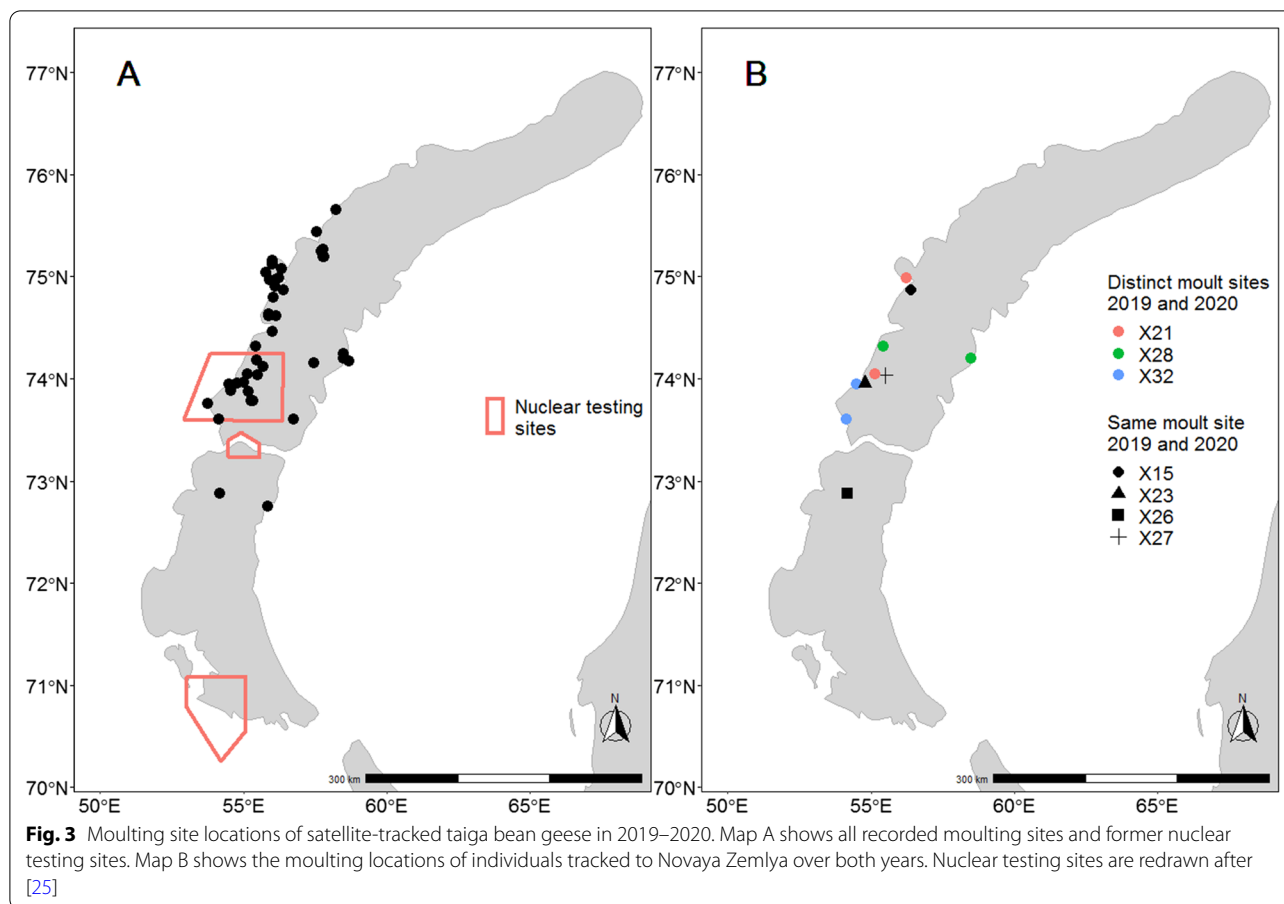 A
B
77°N
76°N
75°N
74°N
73°N
72°N
71°N
70°N
Nuclear testing
sites
Distinct moult sites
2019 and 2020
X21
X28
X32
Same moult site
2019 and 2020
X15
X23
X26
X27
N
300 km
50°E
55°E
60°E
65°E
77°N
76°N
75°N
74°N
73°N
72°N
71°N
70°N
N
300 km
50°E
55°E
60°E
65°E
Fig. 3 Moulting site locations of satellite-tracked taiga bean geese in 2019–2020. Map A shows all recorded moulting sites and former nuclear
testing sites. Map B shows the moulting locations of individuals tracked to Novaya Zemlya over both years. Nuclear testing sites are redrawn after
[25]